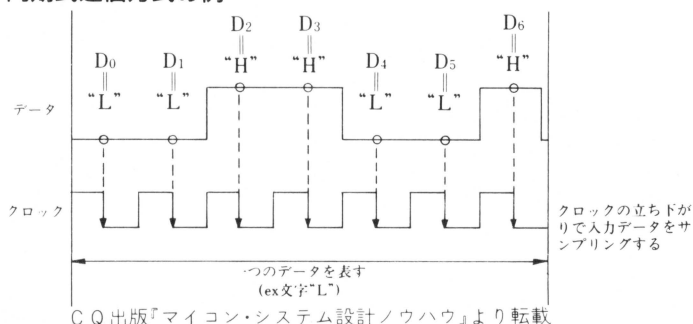 D₂ D₃ D₆
D₀ D₁ “H” “H” D₄ D₅ “H”
“L” “L” “L” “L”
データ
クロック
クロックの立ち下が
りで入力データをサ
ンプリングする
一つのデータを表す
(ex文字“L”)
CQ出版『マイコン・システム設計ノウハウ』より転載